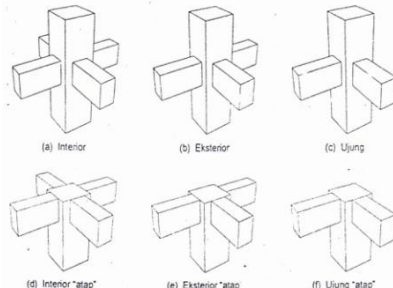 (a) Interior
(b) Eksterior
(c) Ujung
(d) Interior "atap"
(e) Eksterior "atap"
(f) Ujung "atap"